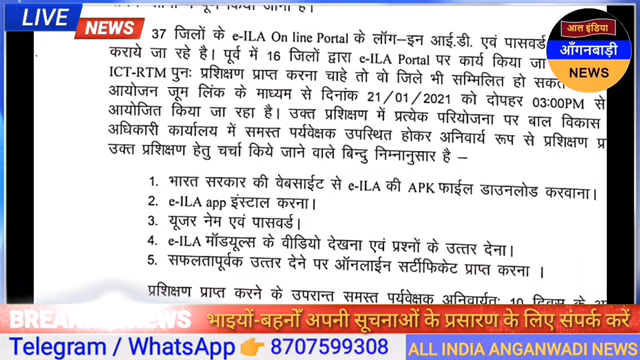 LIVE NEWS
आल इंडिया
आँगनबाड़ी
NEWS
37 जिलों के e-ILA On line Portal के लॉग–इन आई.डी. एवं पासवर्ड
कराये जा रहे है। पूर्व में 16 जिलों द्वारा e-ILA Portal पर कार्य किया जा
ICT-RTM पुनः प्रशिक्षण प्राप्त करना चाहे तो वो जिले भी सम्मिलित हो सकते
आयोजन जूम लिंक के माध्यम से दिनांक 21/01/2021 को दोपहर 03:00PM से
आयोजित किया जा रहा है। उक्त प्रशिक्षण में प्रत्येक परियोजना पर बाल विकास
अधिकारी कार्यालय में समस्त पर्यवेक्षक उपस्थित होकर अनिवार्य रूप से प्रशिक्षण प्रा
उक्त प्रशिक्षण हेतु चर्चा किये जाने वाले बिन्दु निम्नानुसार है –
1. भारत सरकार की वेबसाईट से e-ILA की APK फाईल डाउनलोड करवाना।
2. e-ILA app इंस्टाल करना।
3. यूजर नेम एवं पासवर्ड।
4. e-ILA मॉडयूल्स के वीडियो देखना एवं प्रश्नों के उत्तर देना।
5. सफलतापूर्वक उत्तर देने पर ऑनलाईन सर्टीफिकेट प्राप्त करना ।
प्रशिक्षण प्राप्त करने के उपरान्त समस्त पर्यवेक्षक अनिवार्यतः 10 दिवस के
BREAKING NEWS भाइयों-बहनों अपनी सूचनाओं के प्रसारण के लिए संपर्क करें
Telegram / WhatsApp 👉 8707599308 ALL INDIA ANGANWADI NEWS